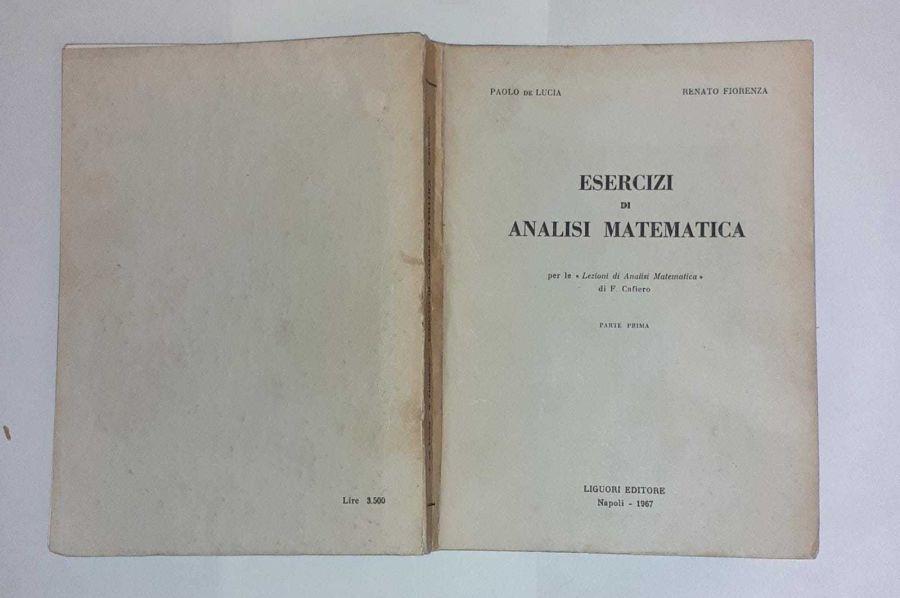 PAOLO DE LUCIA
RENATO FIORENZA
ESERCIZI
DI
ANALISI MATEMATICA
per le « Lezioni di Analisi Matematica »
di F. Cafiero
PARTE PRIMA
LIGUORI EDITORE
Napoli - 1967
Lire 3.500